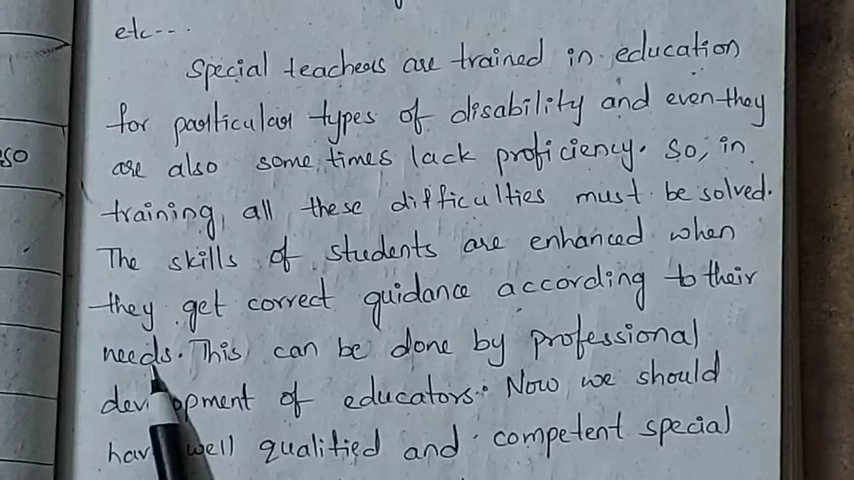 etc...
Special teachers are trained in education
for particular types of disability and even they
so
are also some times lack proficiency. So, in
training, all these difficulties must be solved.
The skills of students are enhanced when
they get correct guidance according to their
needs. This can be done by professional
of educators. Now we should
well qualified and competent special